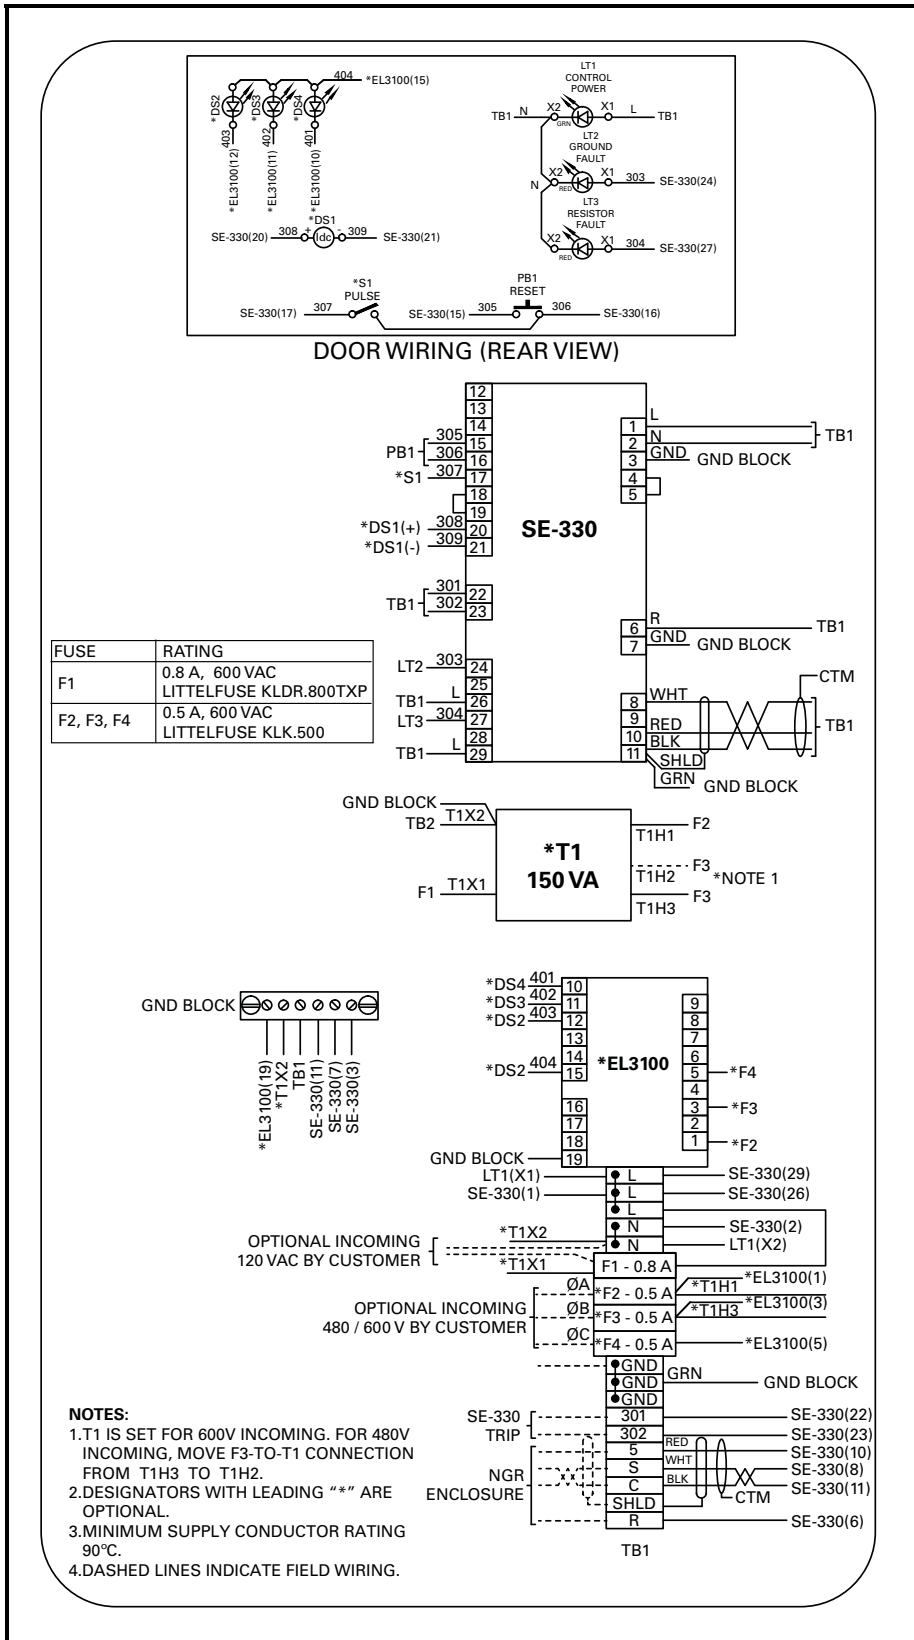 404
*EL3100(15)
*DS2
*DS3
*DS4
403
402
401
*EL3100(12)
*EL3100(11)
*EL3100(10)
*DS1
SE-330(20) 308 + Idc - 309 SE-330(21)
LT1
CONTROL
POWER
TB1 N X2 GRN X1 L TB1
LT2
GROUND
FAULT
N X2 RED X1 303 SE-330(24)
LT3
RESISTOR
FAULT
X2 RED X1 304 SE-330(27)
*S1
PULSE
SE-330(17) 307
PB1
RESET
SE-330(15) 305 306 SE-330(16)
DOOR WIRING (REAR VIEW)
SE-330
12
13
14
305 15
PB1 306 16
*S1 307 17
18
19
*DS1(+) 308 20
*DS1(-) 309 21
301 22
TB1 302 23
LT2 303 24
25
TB1 L 26
LT3 304 27
28
TB1 L 29
1 L
2 N TB1
3 GND GND BLOCK
4
5
6 R TB1
7 GND GND BLOCK
CTM
8 WHT
9 RED TB1
10 BLK
11 SHLD
GRN GND BLOCK
FUSE RATING
F1 0.8 A, 600 VAC
LITTELFUSE KLDR.800TXP
F2, F3, F4 0.5 A, 600 VAC
LITTELFUSE KLK.500
GND BLOCK
TB2 T1X2
F1 T1X1
*T1
150 VA
T1H1 F2
T1H2 F3 *NOTE 1
T1H3 F3
GND BLOCK
*EL3100(19)
*T1X2
TB1
SE-330(11)
SE-330(7)
SE-330(3)
*EL3100
*DS4 401 10
*DS3 402 11
*DS2 403 12
13
14
*DS2 404 15
16
17
18
GND BLOCK 19
9
8
7
6
5 *F4
4
3 *F3
2
1 *F2
LT1(X1) L SE-330(29)
SE-330(1) L SE-330(26)
L
N SE-330(2)
*T1X2 N LT1(X2)
OPTIONAL INCOMING
120 VAC BY CUSTOMER
*T1X1 F1 - 0.8 A
OPTIONAL INCOMING
480 / 600 V BY CUSTOMER
ØA *F2 - 0.5 A *T1H1 *EL3100(1)
ØB *F3 - 0.5 A *T1H3 *EL3100(3)
ØC *F4 - 0.5 A *EL3100(5)
GND
GND GRN GND BLOCK
GND
SE-330
TRIP
301 SE-330(22)
302 SE-330(23)
NGR
ENCLOSURE
5 RED SE-330(10)
S WHT SE-330(8)
C BLK SE-330(11)
SHLD CTM
R SE-330(6)
TB1
NOTES:
1.T1 IS SET FOR 600V INCOMING. FOR 480V
INCOMING, MOVE F3-TO-T1 CONNECTION
FROM T1H3 TO T1H2.
2.DESIGNATORS WITH LEADING “*” ARE
OPTIONAL.
3.MINIMUM SUPPLY CONDUCTOR RATING
90ºC.
4.DASHED LINES INDICATE FIELD WIRING.